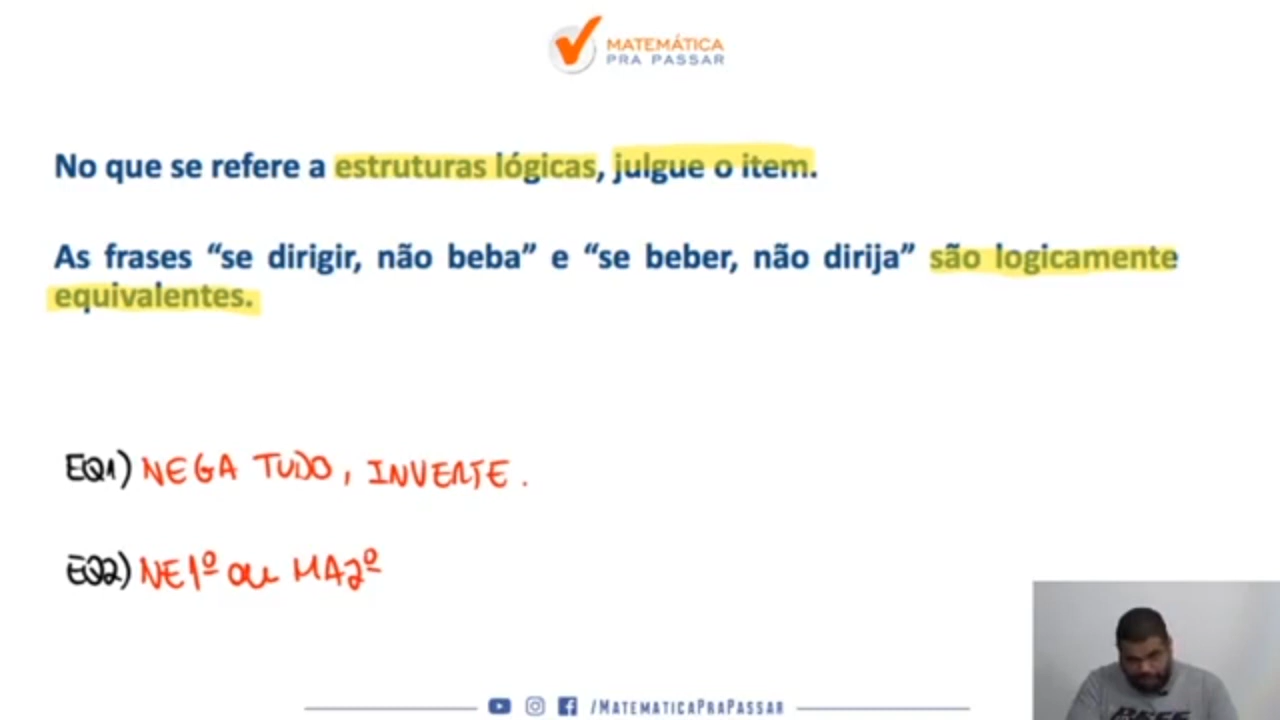 MATEMÁTICA
PRA PASSAR
No que se refere a estruturas lógicas, julgue o item.
As frases “se dirigir, não beba” e “se beber, não dirija” são logicamente
equivalentes.
EQ1) NEGA TUDO, INVERTE.
EQ2) NE1º ou MA2º
/MATEMATICAPRAPASSAR